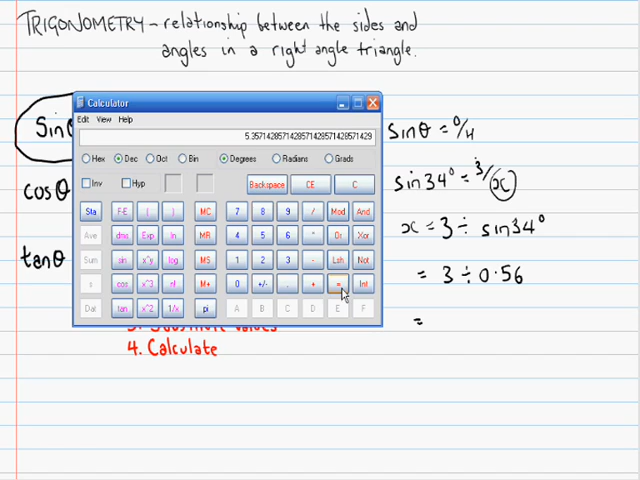 TRIGONOMETRY - relationship between the sides and
angles in a right angle triangle.
Calculator
Edit View Help
5.3571428571428571428571428571429
Hex Dec Oct Bin Degrees Radians Grads
Inv Hyp Backspace CE C
Sta F-E ( ) MC 7 8 9 / Mod And
Ave dms Exp ln MR 4 5 6 * Or Xor
Sum sin x^y log MS 1 2 3 - Lsh Not
s cos x^3 n! M+ 0 +/- . + = Int
Dat tan x^2 1/x pi A B C D E F
Sinθ
cosθ
tanθ
sinθ = O/H
sin34° = 3/x
x = 3 ÷ sin34°
= 3 ÷ 0.56
=
3. Substitute values
4. Calculate